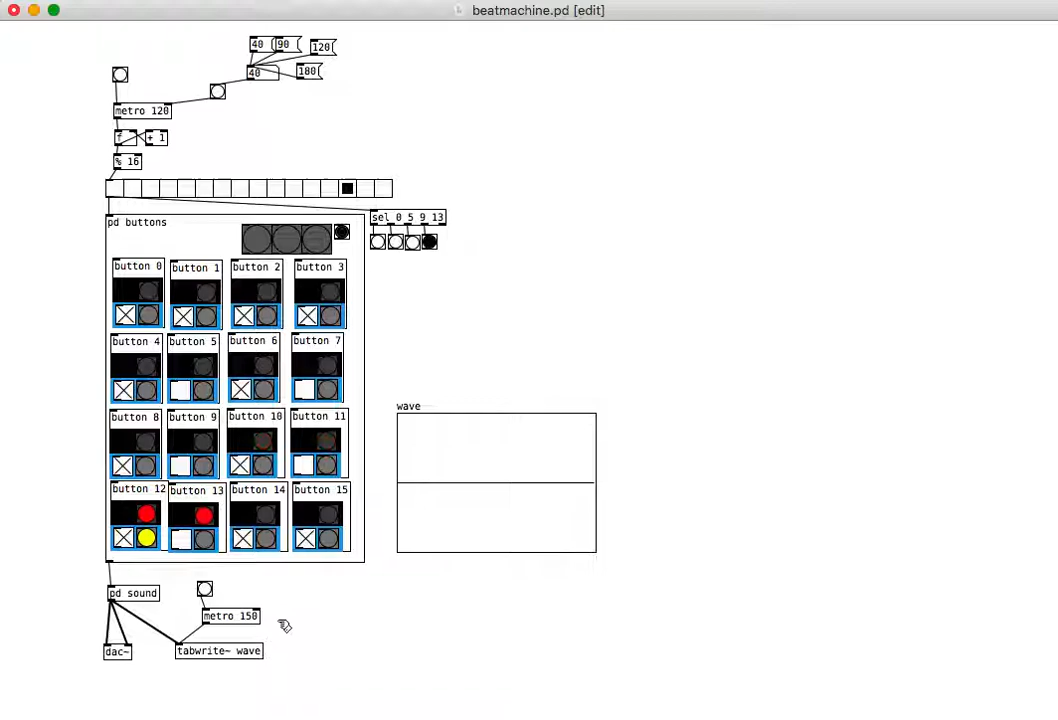 beatmachine.pd [edit]
40
90
120
40
180
metro 120
f
+ 1
% 16
sel 0 5 9 13
pd buttons
button 0
button 1
button 2
button 3
button 4
button 5
button 6
button 7
button 8
button 9
button 10
button 11
button 12
button 13
button 14
button 15
wave
pd sound
metro 150
dac~
tabwrite~ wave